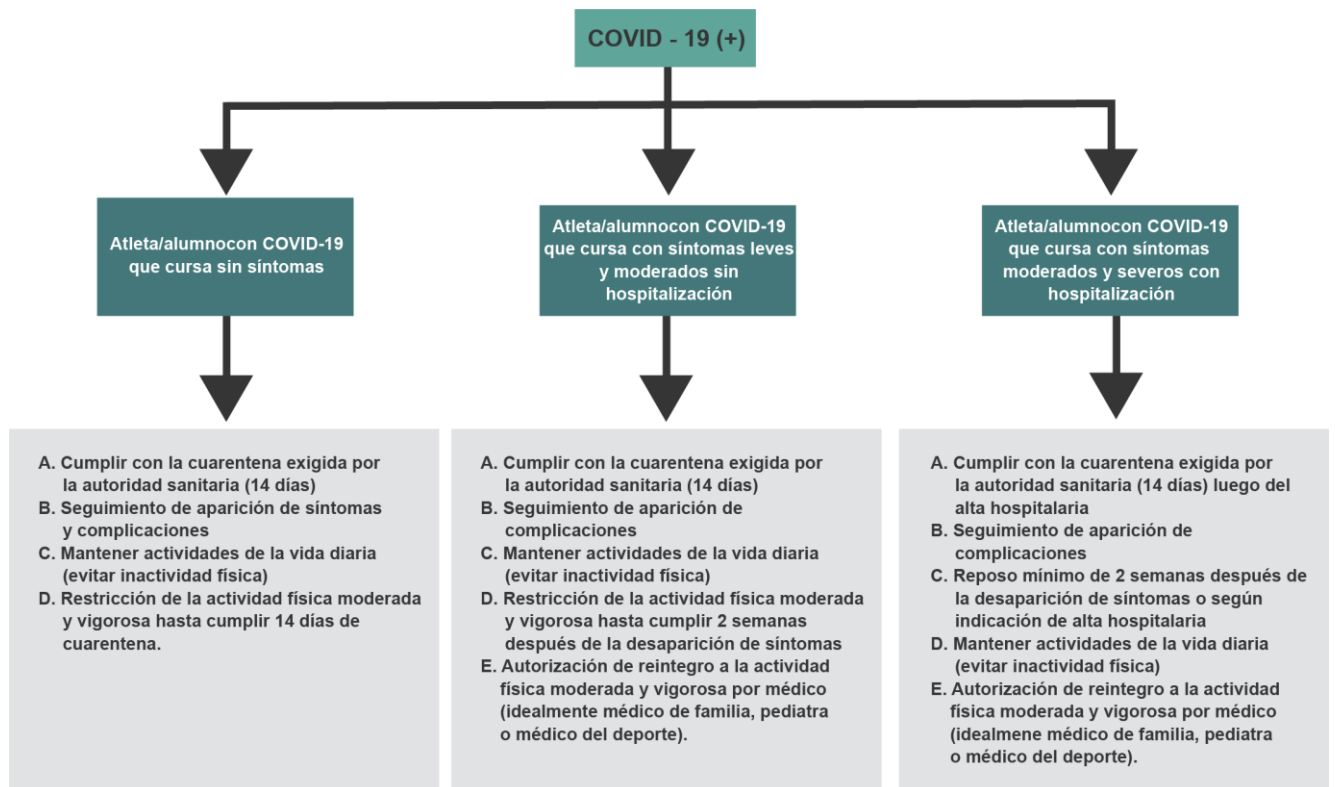 COVID - 19 (+)
Atleta/alumnocon COVID-19
que cursa sin síntomas
Atleta/alumnocon COVID-19
que cursa con síntomas leves
y moderados sin
hospitalización
Atleta/alumnocon COVID-19
que cursa con síntomas
moderados y severos con
hospitalización
A. Cumplir con la cuarentena exigida por
la autoridad sanitaria (14 días)
B. Seguimiento de aparición de síntomas
y complicaciones
C. Mantener actividades de la vida diaria
(evitar inactividad física)
D. Restricción de la actividad física moderada
y vigorosa hasta cumplir 14 días de
cuarentena.
A. Cumplir con la cuarentena exigida por
la autoridad sanitaria (14 días)
B. Seguimiento de aparición de
complicaciones
C. Mantener actividades de la vida diaria
(evitar inactividad física)
D. Restricción de la actividad física moderada
y vigorosa hasta cumplir 2 semanas
después de la desaparición de síntomas
E. Autorización de reintegro a la actividad
física moderada y vigorosa por médico
(idealmente médico de familia, pediatra
o médico del deporte).
A. Cumplir con la cuarentena exigida por
la autoridad sanitaria (14 días) luego del
alta hospitalaria
B. Seguimiento de aparición de
complicaciones
C. Reposo mínimo de 2 semanas después de
la desaparición de síntomas o según
indicación de alta hospitalaria
D. Mantener actividades de la vida diaria
(evitar inactividad física)
E. Autorización de reintegro a la actividad
física moderada y vigorosa por médico
(idealmene médico de familia, pediatra
o médico del deporte).